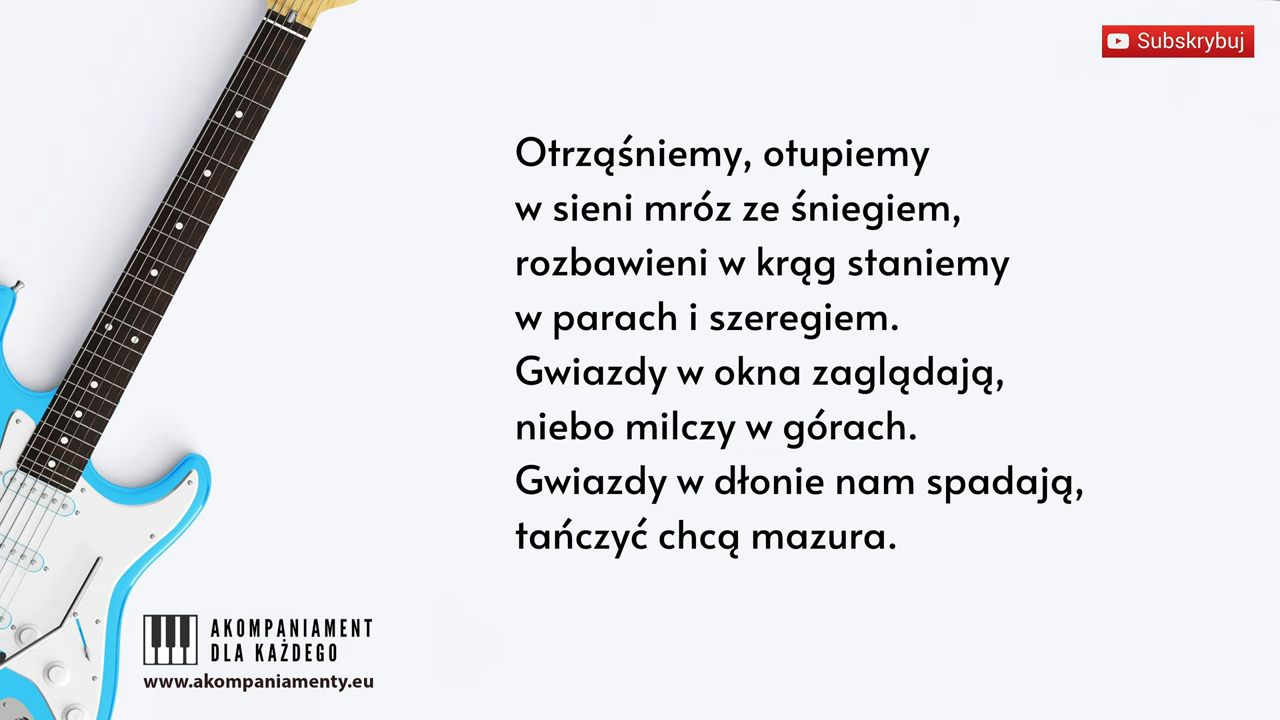 Subskrybuj
Otrząśniemy, otupiemy
w sieni mróz ze śniegiem,
rozbawieni w krąg staniemy
w parach i szeregiem.
Gwiazdy w okna zaglądają,
niebo milczy w górach.
Gwiazdy w dłonie nam spadają,
tańczyć chcą mazura.
AKOMPANIAMENT
DLA KAŻDEGO
www.akompaniamenty.eu